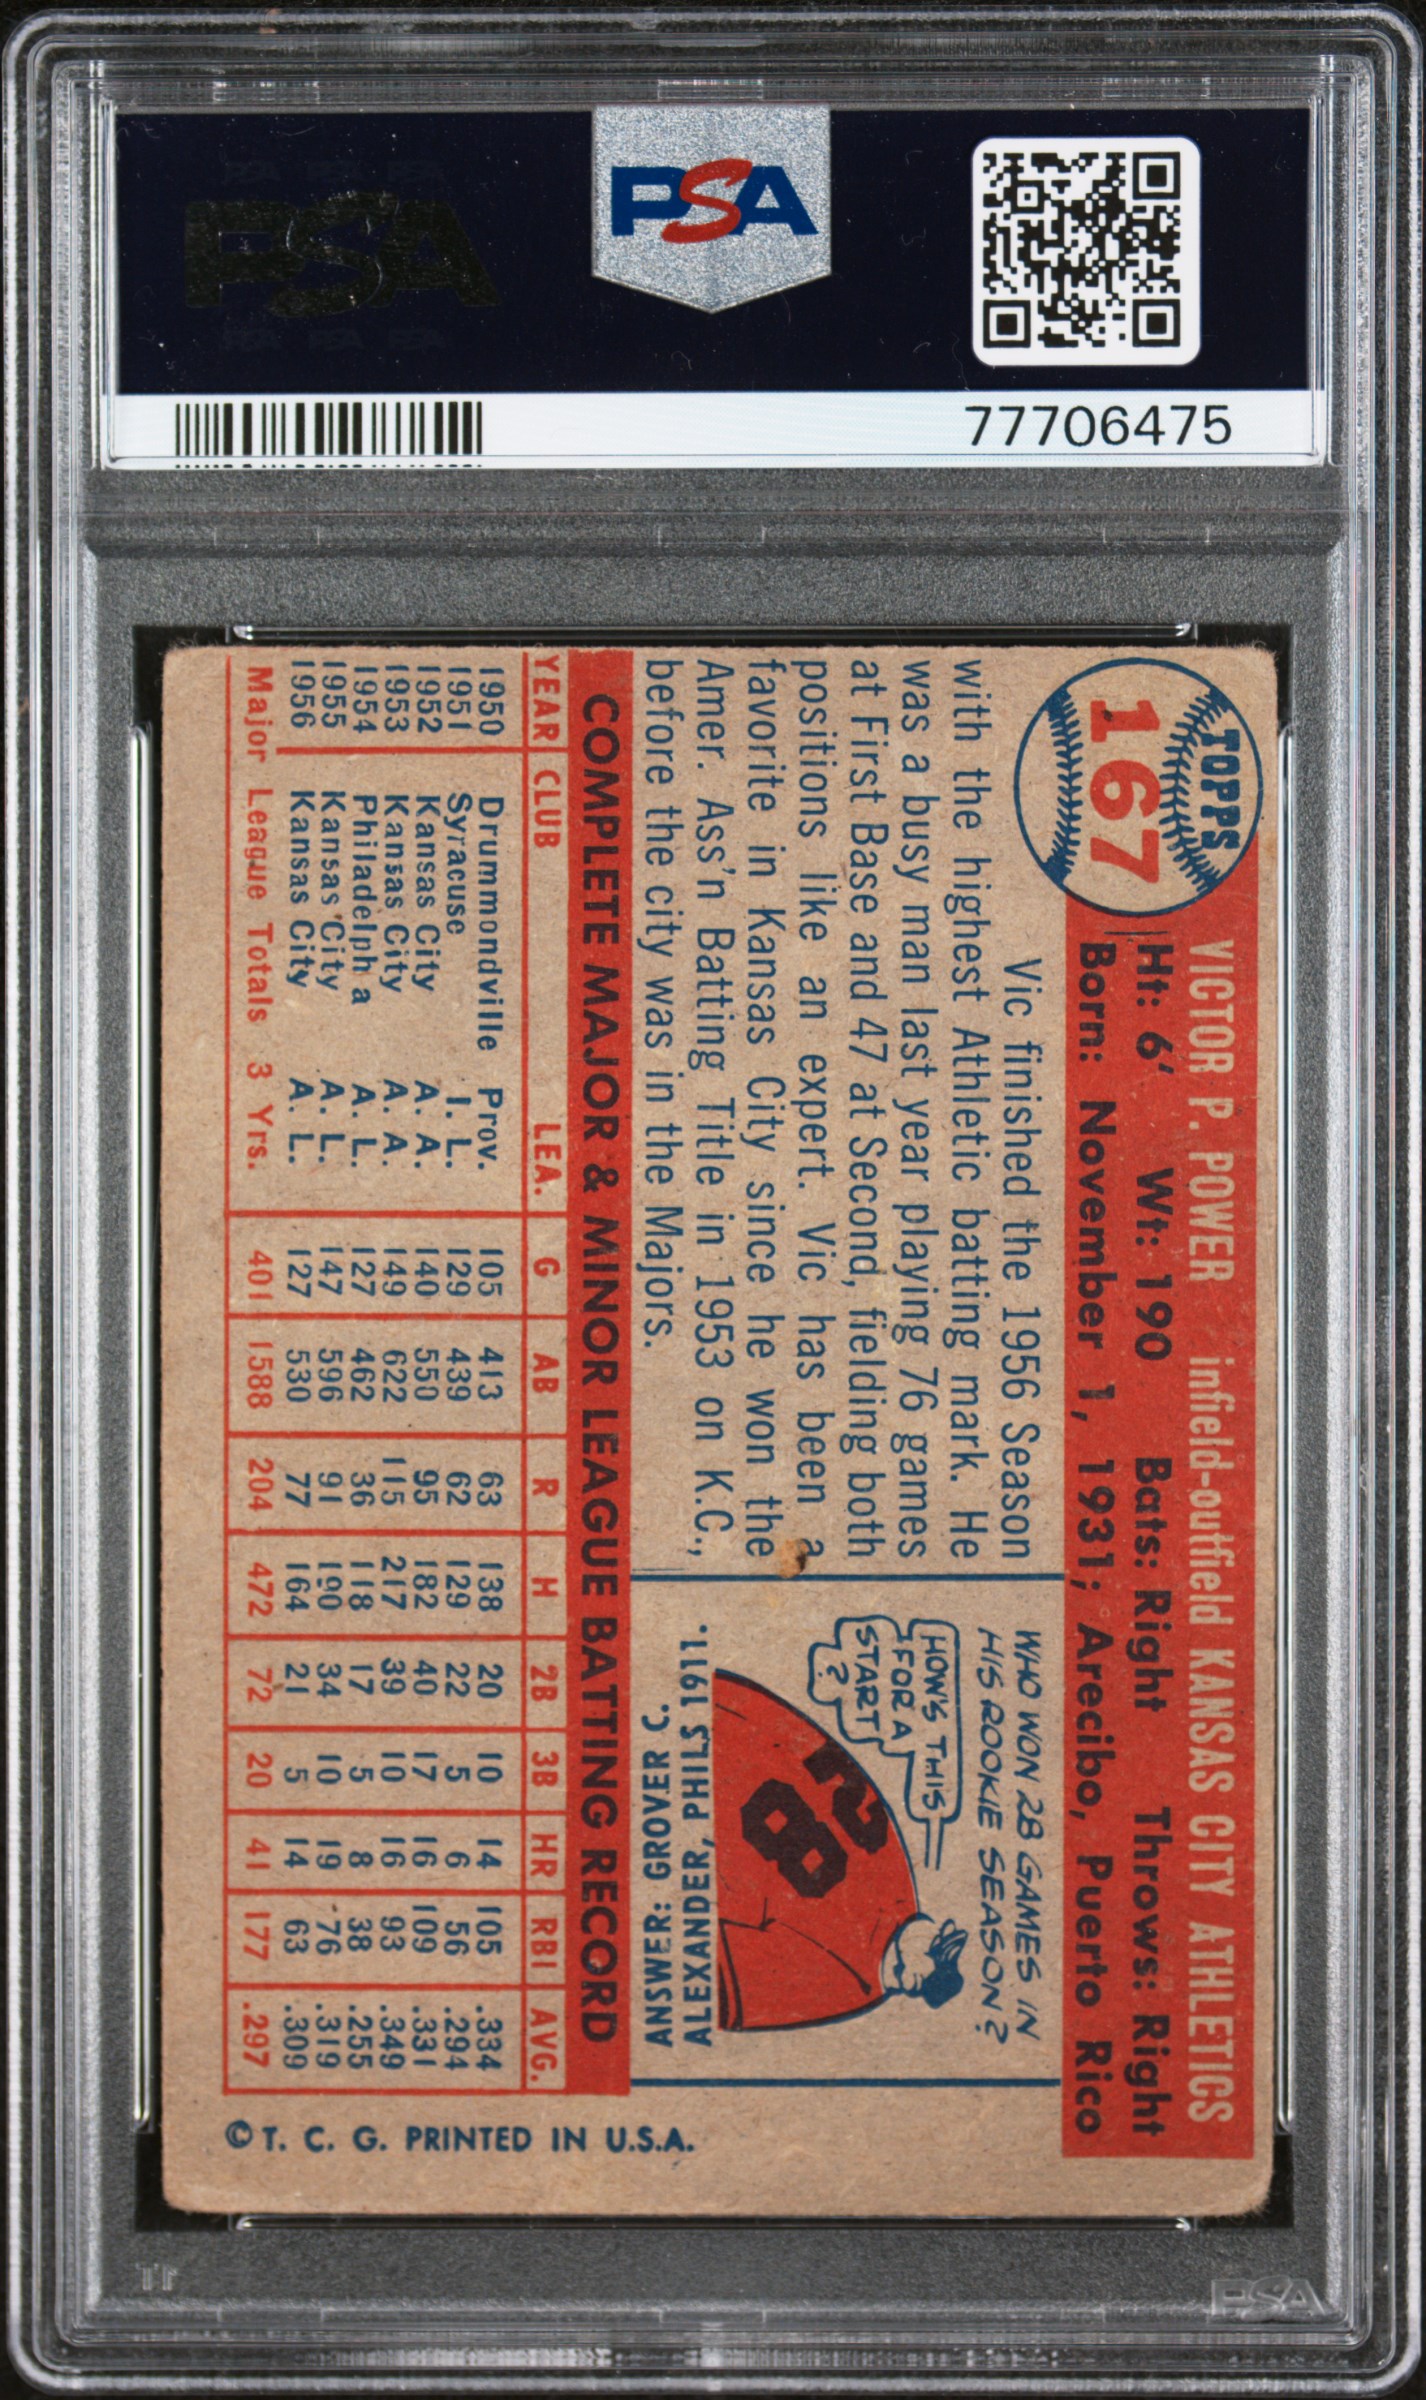 PSA
PSA
77706475
TOPPS
167
VICTOR P. POWER infield-outfield KANSAS CITY ATHLETICS
Ht: 6' Wt: 190 Bats: Right Throws: Right
Born: November 1, 1931; Arecibo, Puerto Rico
Vic finished the 1956 Season
with the highest Athletic batting mark. He
was a busy man last year playing 76 games
at First Base and 47 at Second, fielding both
positions like an expert. Vic has been a
favorite in Kansas City since he won the
Amer. Ass'n Batting Title in 1953 on K.C.,
before the city was in the Majors.
WHO WON 28 GAMES IN
HIS ROOKIE SEASON?
HOW'S THIS
FOR A
START
?
28
ANSWER: GROVER C.
ALEXANDER, PHILS 1911.
COMPLETE MAJOR & MINOR LEAGUE BATTING RECORD
YEAR CLUB LEA. G AB R H 2B 3B HR RBI AVG.
1950 Drummondville Prov. 105 413 63 138 20 10 14 105 .334
1951 Syracuse I. L. 129 439 62 129 22 5 6 56 .294
1952 Kansas City A. A. 140 550 95 182 40 17 16 109 .331
1953 Kansas City A. A. 149 622 115 217 39 10 16 93 .349
1954 Philadelph a A. L. 127 462 36 118 17 5 8 38 .255
1955 Kansas City A. L. 147 596 91 190 34 10 19 76 .319
1956 Kansas City A. L. 127 530 77 164 21 5 14 63 .309
Major League Totals 3 Yrs. 401 1588 204 472 72 20 41 177 .297
© T. C. G. PRINTED IN U.S.A.
PSA